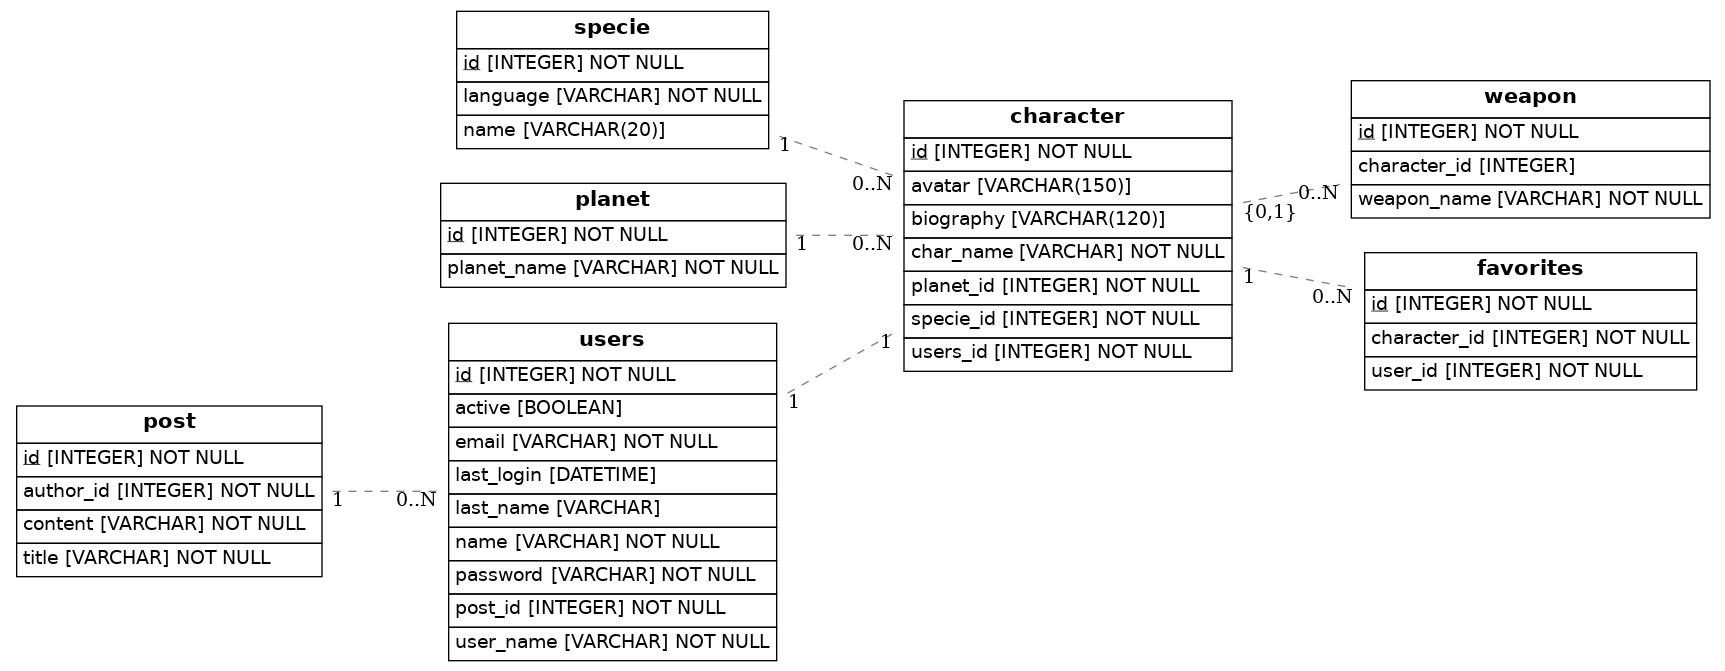 specie
id [INTEGER] NOT NULL
language [VARCHAR] NOT NULL
name [VARCHAR(20)]
1
0..N
planet
id [INTEGER] NOT NULL
planet_name [VARCHAR] NOT NULL
1
0..N
users
id [INTEGER] NOT NULL
active [BOOLEAN]
email [VARCHAR] NOT NULL
last_login [DATETIME]
last_name [VARCHAR]
name [VARCHAR] NOT NULL
password [VARCHAR] NOT NULL
post_id [INTEGER] NOT NULL
user_name [VARCHAR] NOT NULL
1
1
post
id [INTEGER] NOT NULL
author_id [INTEGER] NOT NULL
content [VARCHAR] NOT NULL
title [VARCHAR] NOT NULL
1
0..N
character
id [INTEGER] NOT NULL
avatar [VARCHAR(150)]
biography [VARCHAR(120)]
char_name [VARCHAR] NOT NULL
planet_id [INTEGER] NOT NULL
specie_id [INTEGER] NOT NULL
users_id [INTEGER] NOT NULL
{0,1}
0..N
1
0..N
weapon
id [INTEGER] NOT NULL
character_id [INTEGER]
weapon_name [VARCHAR] NOT NULL
favorites
id [INTEGER] NOT NULL
character_id [INTEGER] NOT NULL
user_id [INTEGER] NOT NULL